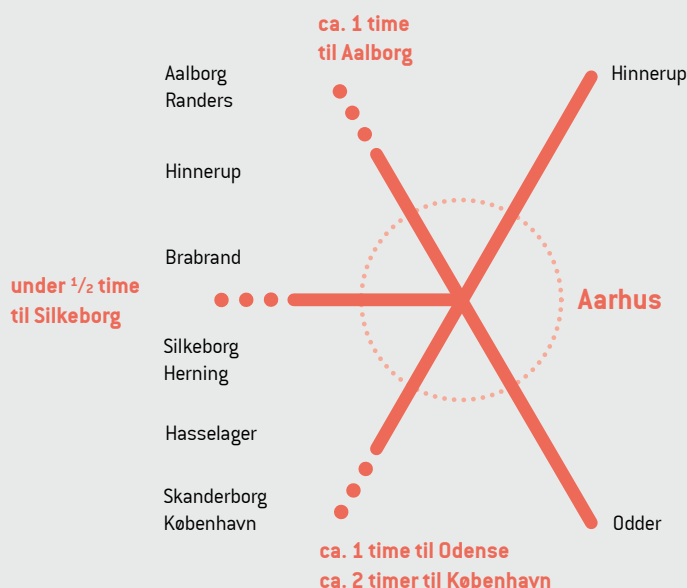 ca. 1 time
til Aalborg
Aalborg
Randers
Hinnerup
Hinnerup
Brabrand
under ½ time
til Silkeborg
Aarhus
Silkeborg
Herning
Hasselager
Skanderborg
København
Odder
ca. 1 time til Odense
ca. 2 timer til København